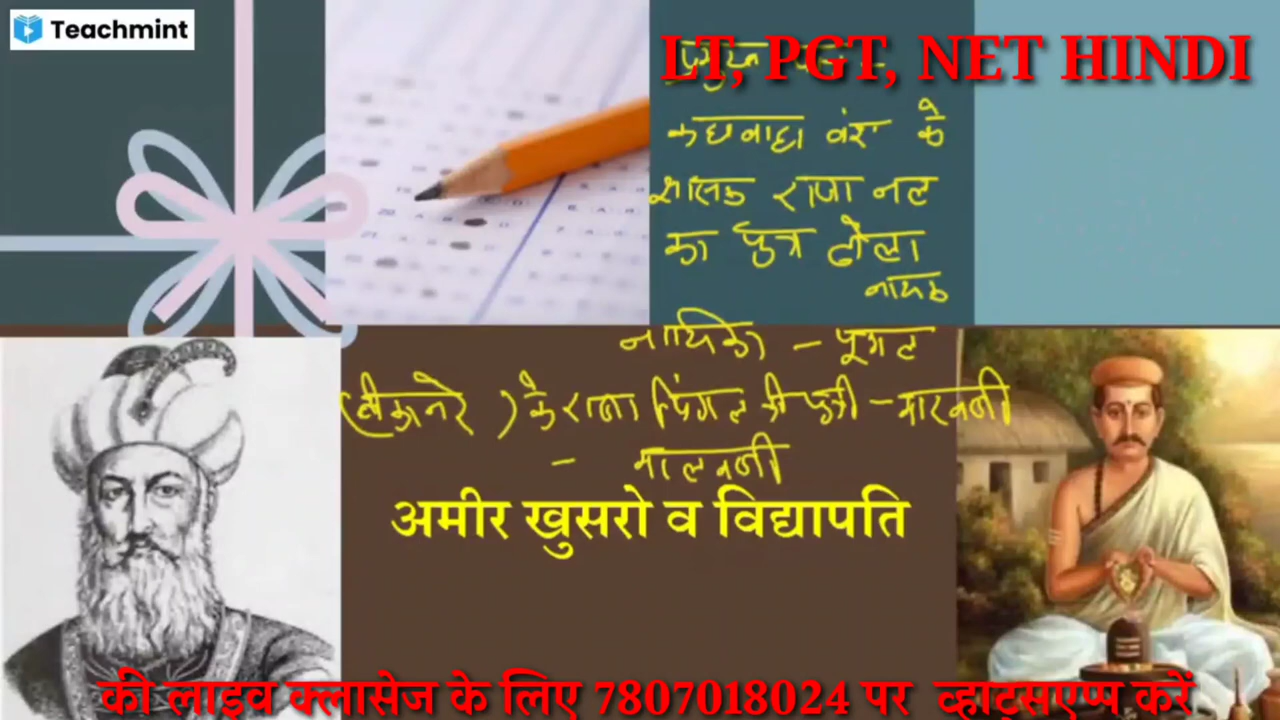 Teachmint
LT, PGT, NET HINDI
प्रमुख पात्र -
कछवाहा वंश के
शासक राजा नल
का पुत्र ढोला
नायक
नायिका - पूगल
(बीकानेर) के राजा पिंगल की पुत्री - मारवणी
- मालवणी
अमीर खुसरो व विद्यापति
की लाइव क्लासेज के लिए 7807018024 पर व्हाट्सएप्प करें